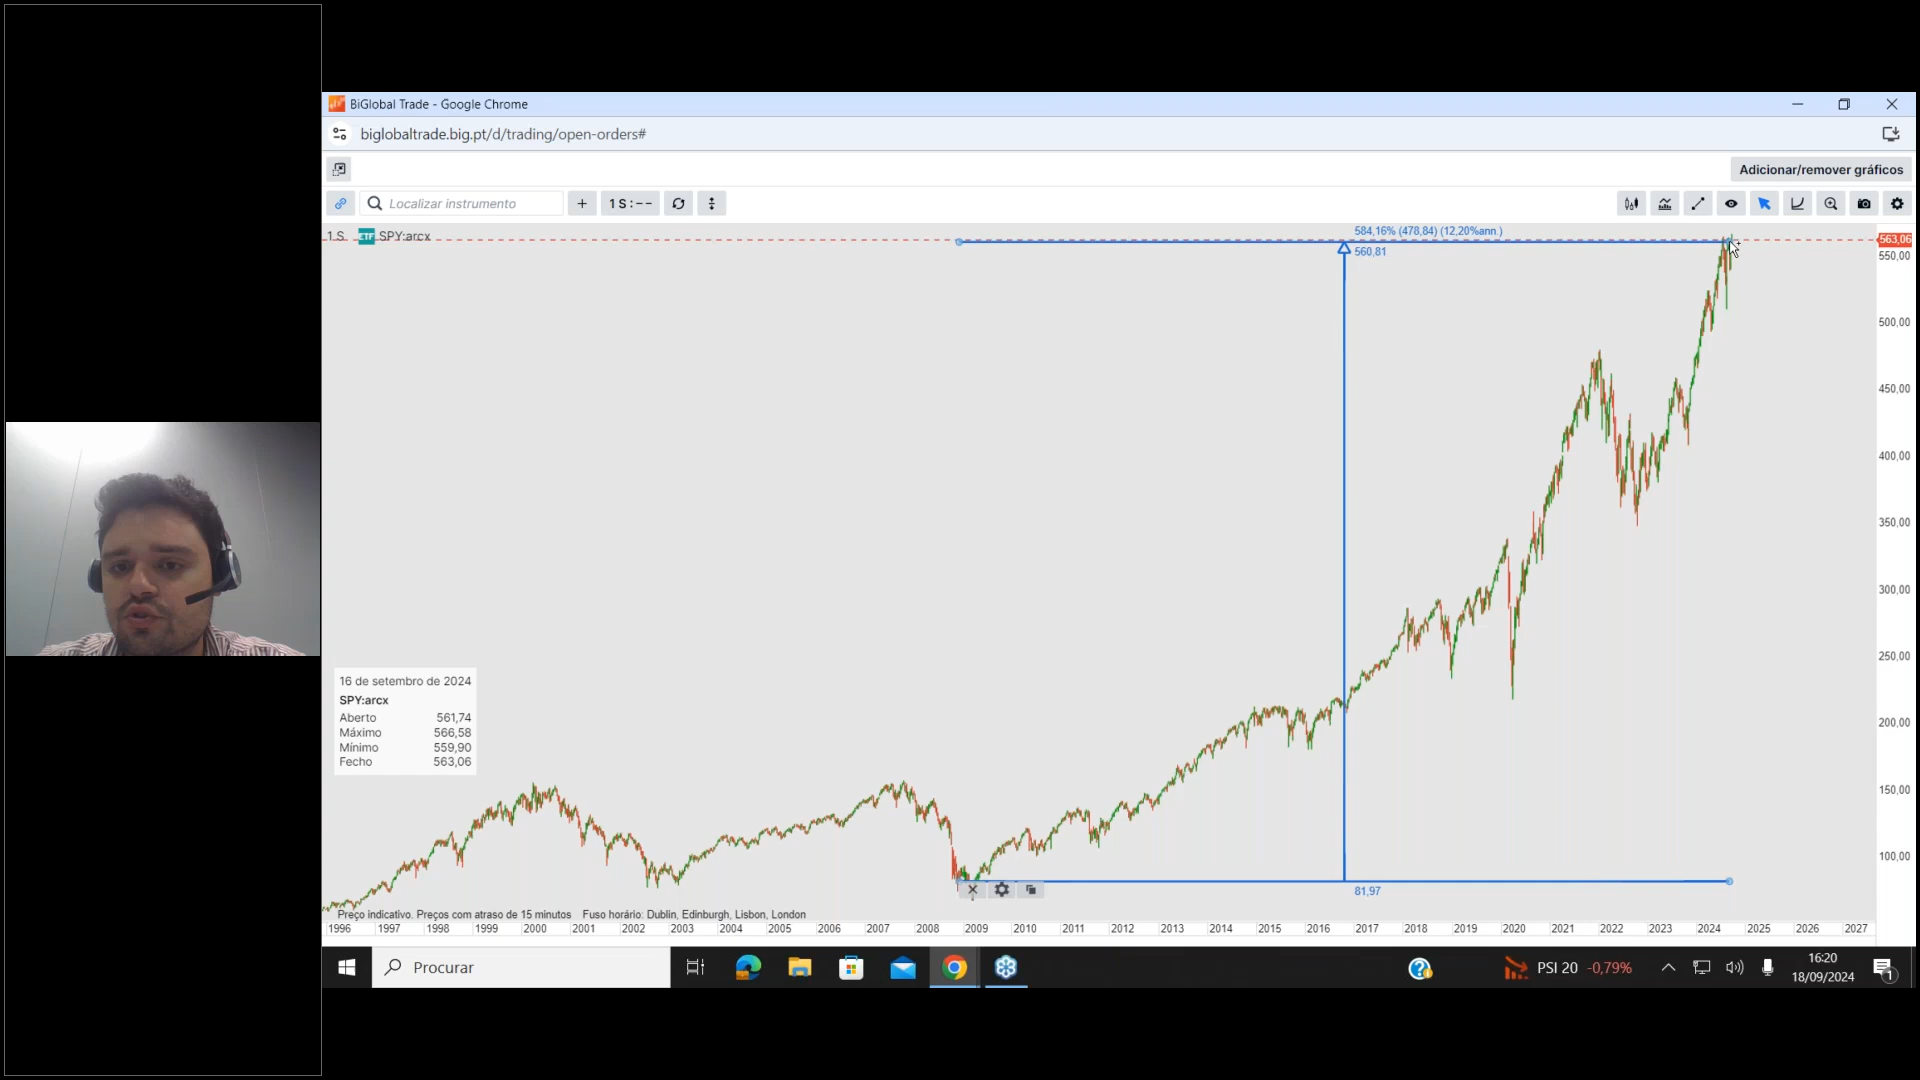 BiGlobal Trade - Google Chrome
biglobaltrade.big.pt/d/trading/open-orders#
Adicionar/remover gráficos
Localizar instrumento
1 S : - -
1 S ETF SPY:arcx
584,16% (478,84) (12,20%ann.)
560,81
563,06
550,00
500,00
450,00
400,00
350,00
300,00
250,00
200,00
150,00
100,00
16 de setembro de 2024
SPY:arcx
Aberto 561,74
Máximo 566,58
Mínimo 559,90
Fecho 563,06
81,97
Preço indicativo. Preços com atraso de 15 minutos Fuso horário: Dublin, Edinburgh, Lisbon, London
1996 1997 1998 1999 2000 2001 2002 2003 2004 2005 2006 2007 2008 2009 2010 2011 2012 2013 2014 2015 2016 2017 2018 2019 2020 2021 2022 2023 2024 2025 2026 2027
Procurar
PSI 20 -0,79%
16:20
18/09/2024
1